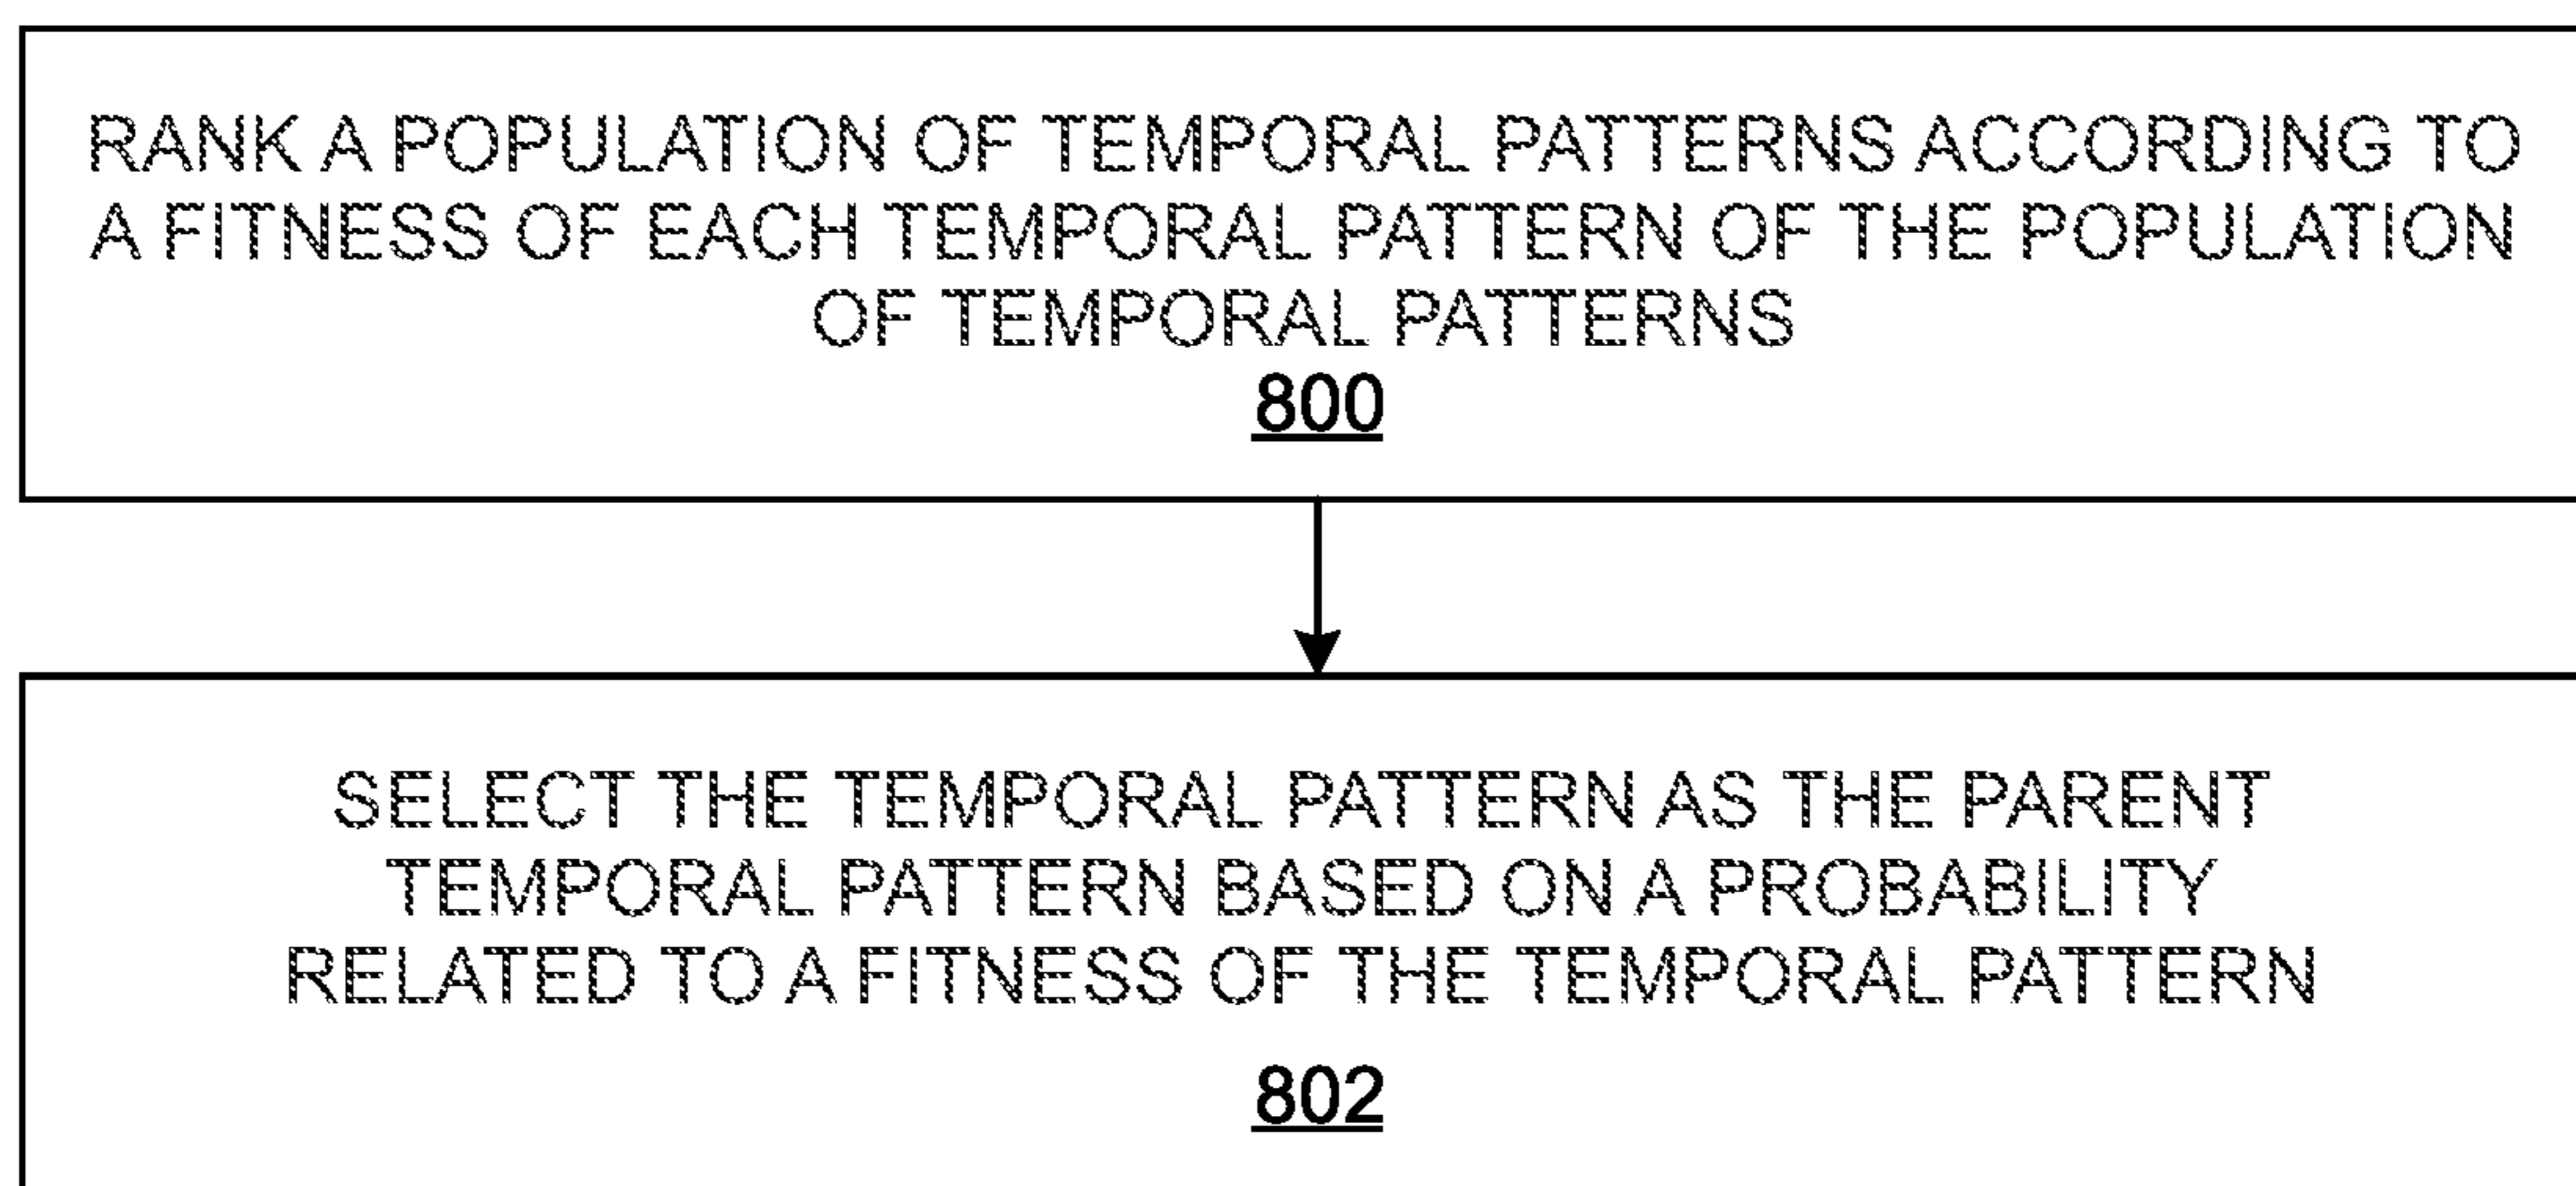 RANK A POPULATION OF TEMPORAL PATTERNS ACCORDING TO
A FITNESS OF EACH TEMPORAL PATTERN OF THE POPULATION
OF TEMPORAL PATTERNS
800
SELECT THE TEMPORAL PATTERN AS THE PARENT
TEMPORAL PATTERN BASED ON A PROBABILITY
RELATED TO A FITNESS OF THE TEMPORAL PATTERN
802